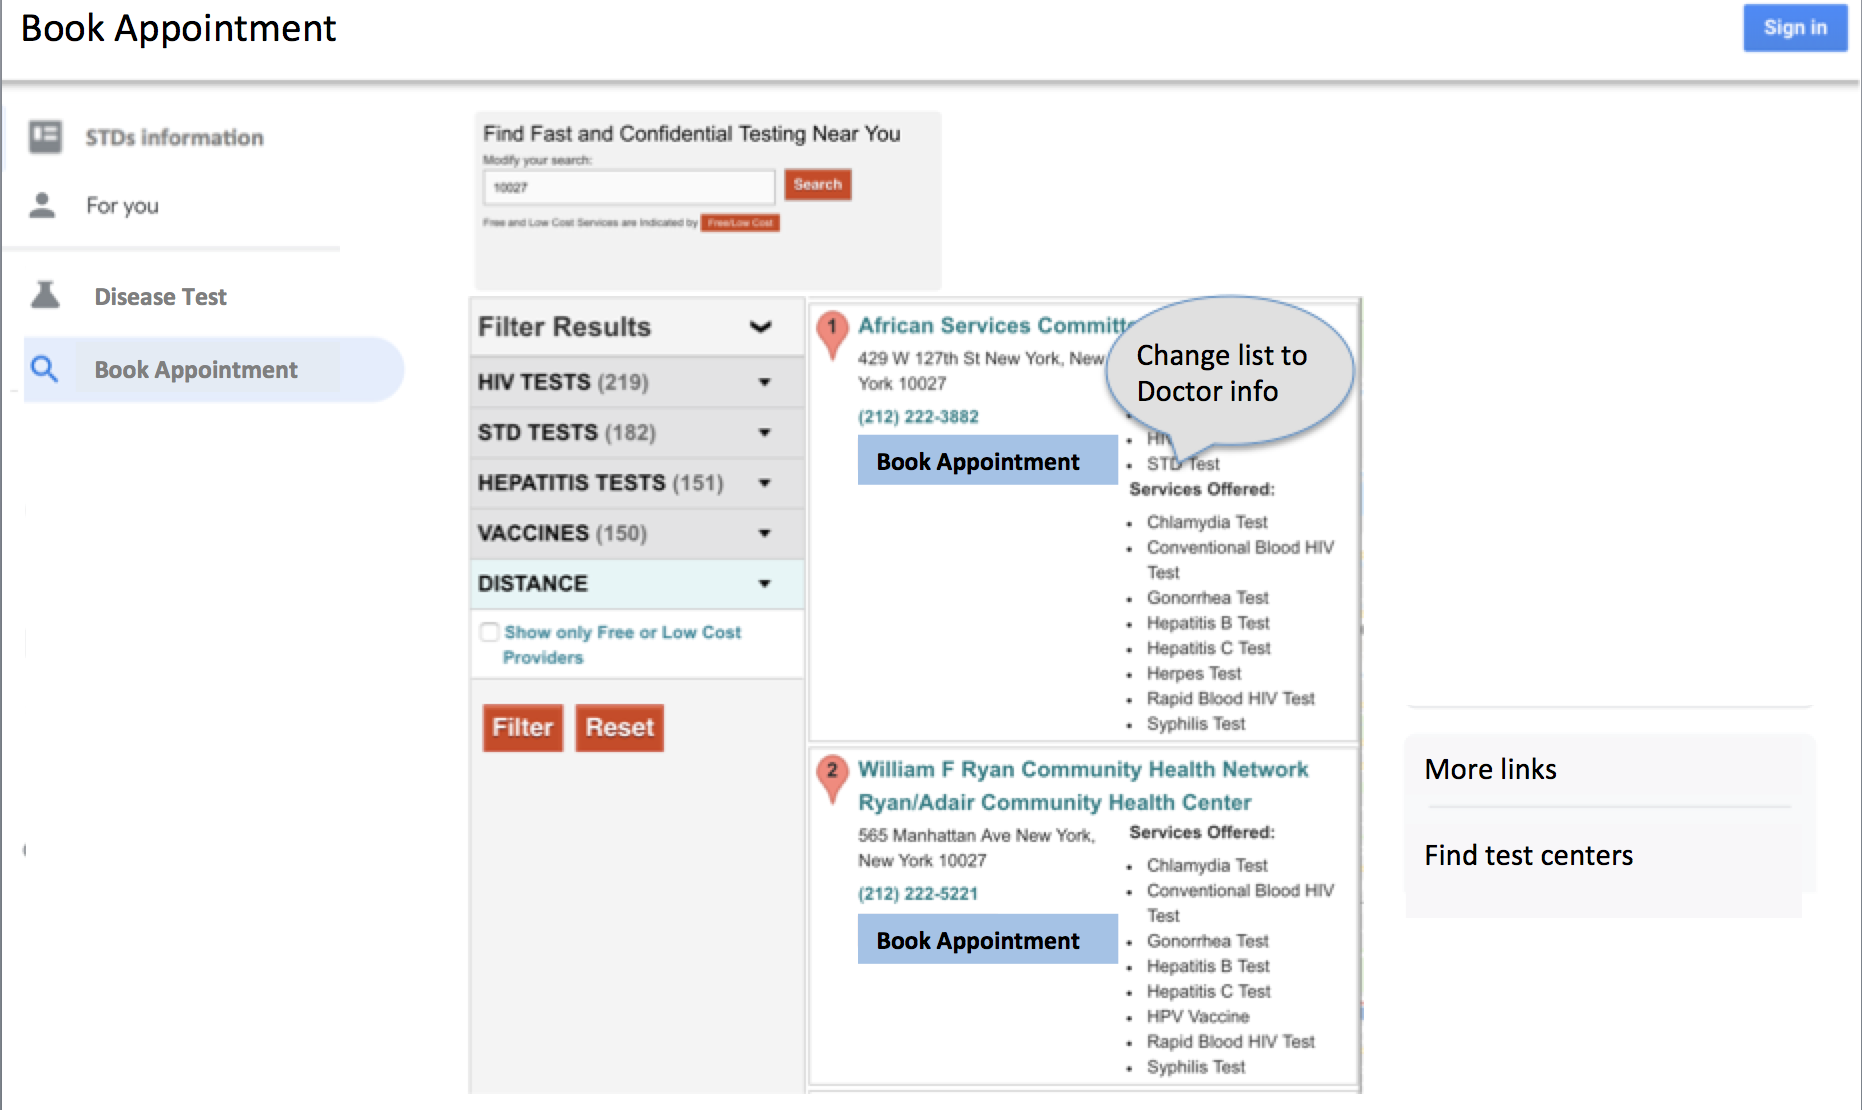 Book Appointment
Sign in
STDs information
For you
Disease Test
Book Appointment
Find Fast and Confidential Testing Near You
Modify your search:
10027
Search
Free and Low Cost Services are Indicated by Free/Low Cost
Filter Results
HIV TESTS (219)
STD TESTS (182)
HEPATITIS TESTS (151)
VACCINES (150)
DISTANCE
Show only Free or Low Cost
Providers
Filter Reset
1 African Services
429 W 127th St New York, New
York 10027
(212) 222-3882
Book Appointment
Change list to
Doctor info
STD Test
Services Offered:
• Chlamydia Test
• Conventional Blood HIV
Test
• Gonorrhea Test
• Hepatitis B Test
• Hepatitis C Test
• Herpes Test
• Rapid Blood HIV Test
• Syphilis Test
2 William F Ryan Community Health Network
Ryan/Adair Community Health Center
565 Manhattan Ave New York,
New York 10027
(212) 222-5221
Book Appointment
Services Offered:
• Chlamydia Test
• Conventional Blood HIV
Test
• Gonorrhea Test
• Hepatitis B Test
• Hepatitis C Test
• HPV Vaccine
• Rapid Blood HIV Test
• Syphilis Test
More links
Find test centers